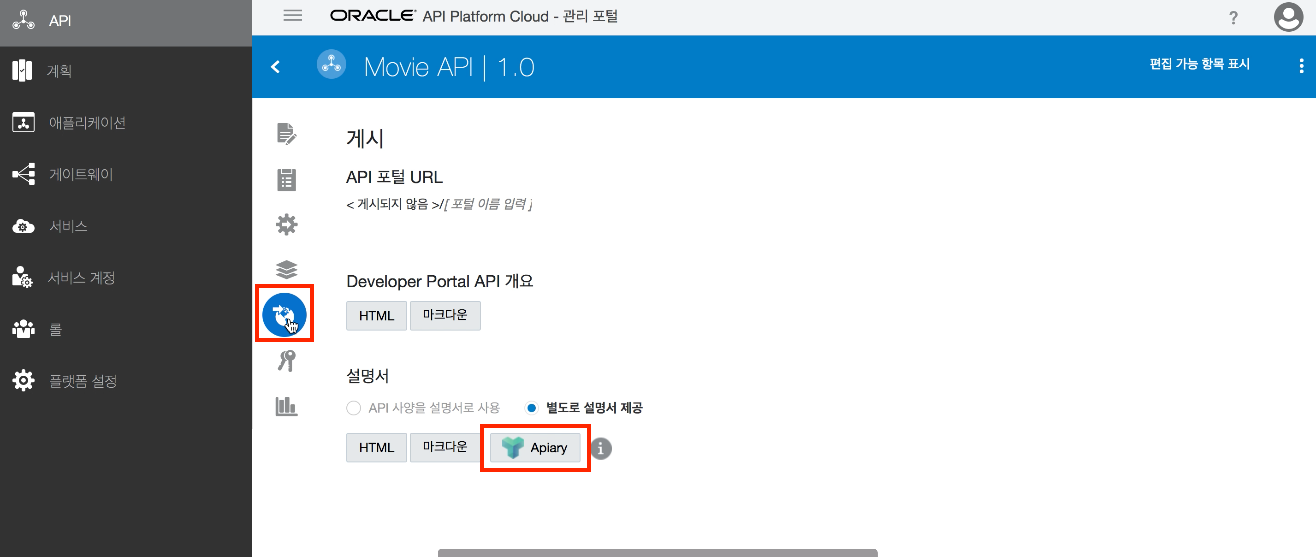 API
계획
애플리케이션
게이트웨이
서비스
서비스 계정
롤
플랫폼 설정
ORACLE® API Platform Cloud - 관리 포털
?
Movie API | 1.0
편집 가능 항목 표시
게시
API 포털 URL
< 게시되지 않음 >/[ 포털 이름 입력 ]
Developer Portal API 개요
HTML 마크다운
설명서
API 사양을 설명서로 사용 별도로 설명서 제공
HTML 마크다운 Apiary i